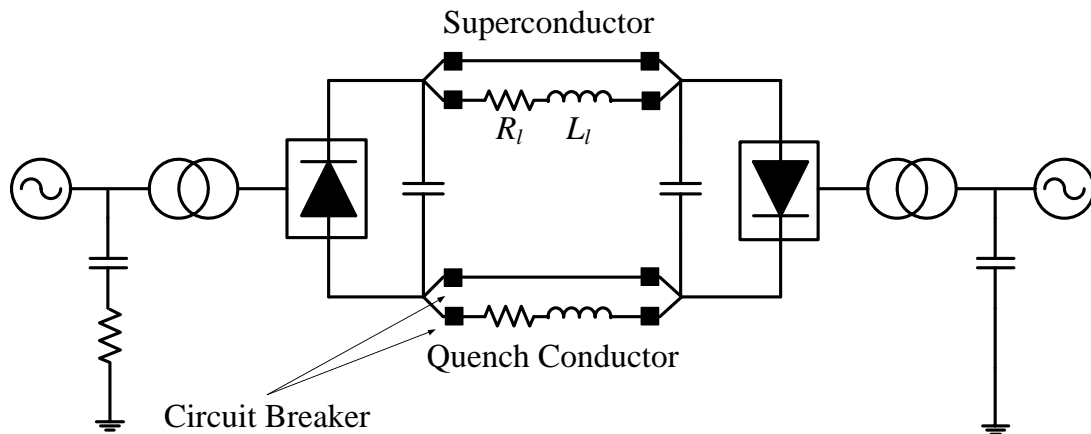 Superconductor
R_l L_l
Quench Conductor
Circuit Breaker